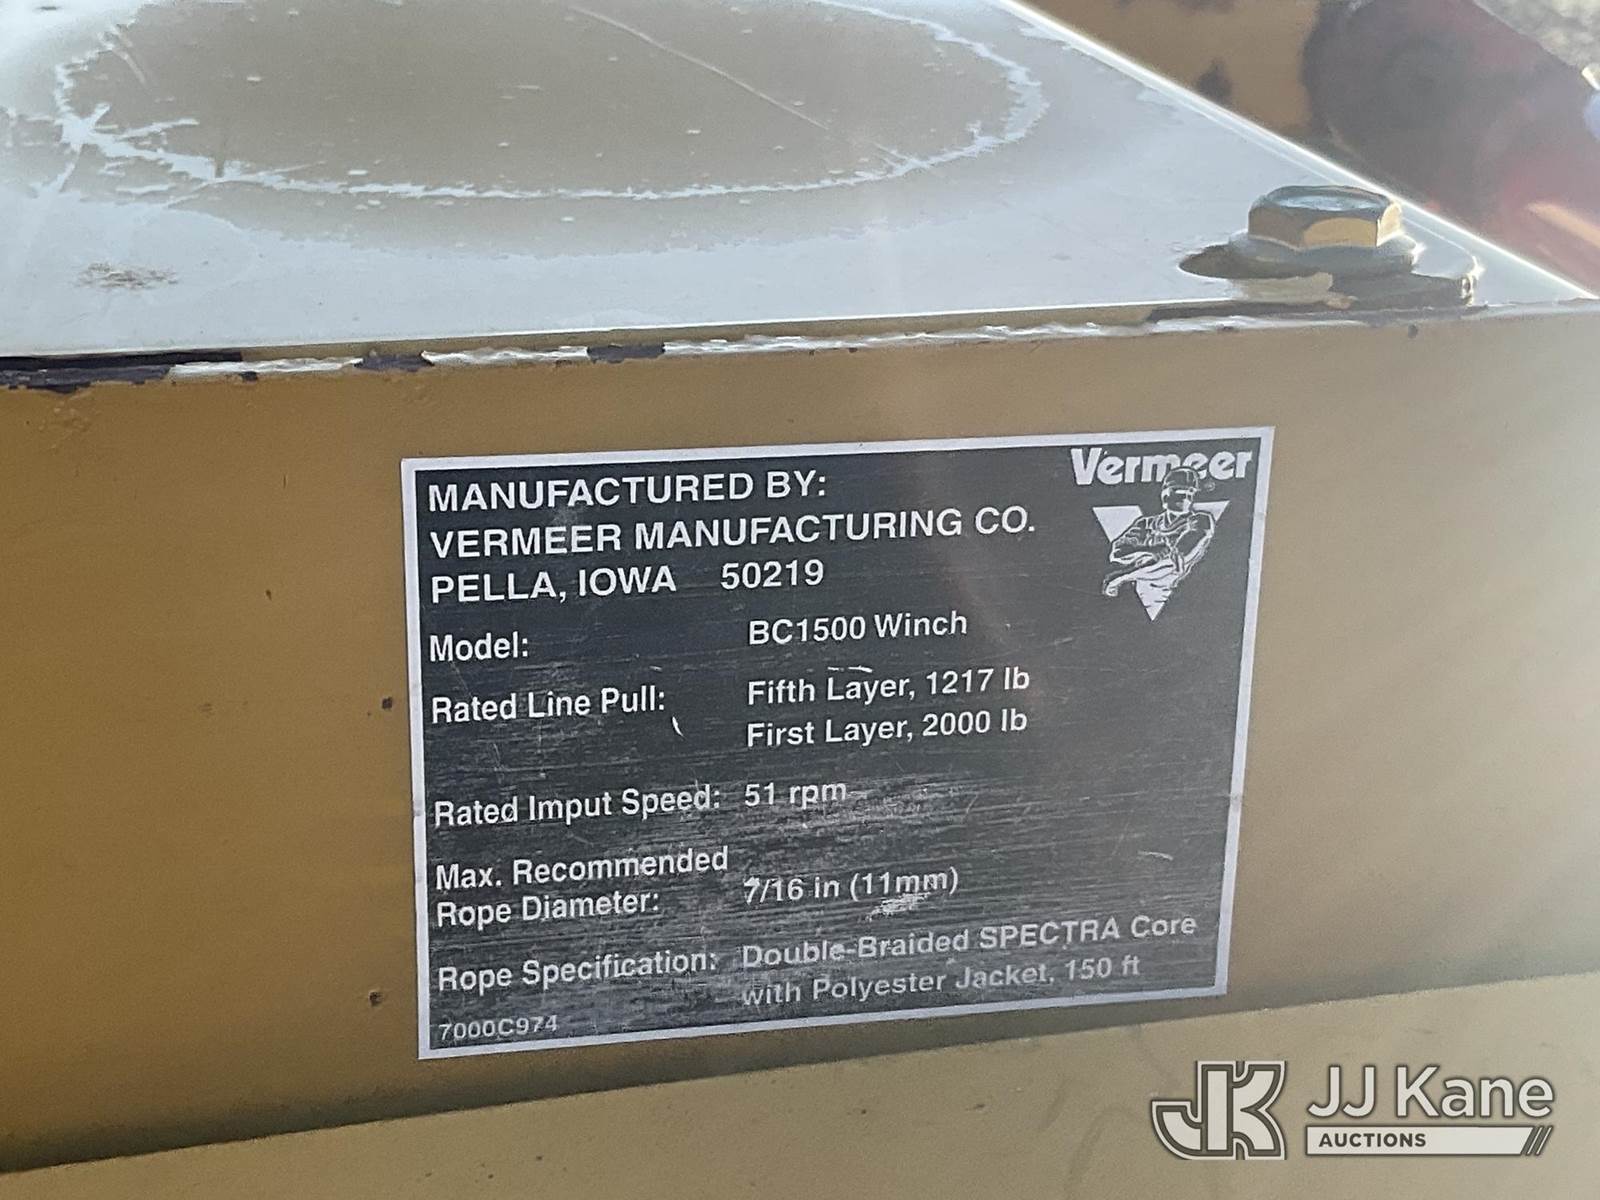 MANUFACTURED BY:
VERMEER MANUFACTURING CO.
PELLA, IOWA 50219
Vermeer
Model: BC1500 Winch
Rated Line Pull: Fifth Layer, 1217 lb
First Layer, 2000 lb
Rated Imput Speed: 51 rpm
Max. Recommended
Rope Diameter: 7/16 in (11mm)
Rope Specification: Double-Braided SPECTRA Core
with Polyester Jacket, 150 ft
7000C974
JK JJ Kane
AUCTIONS